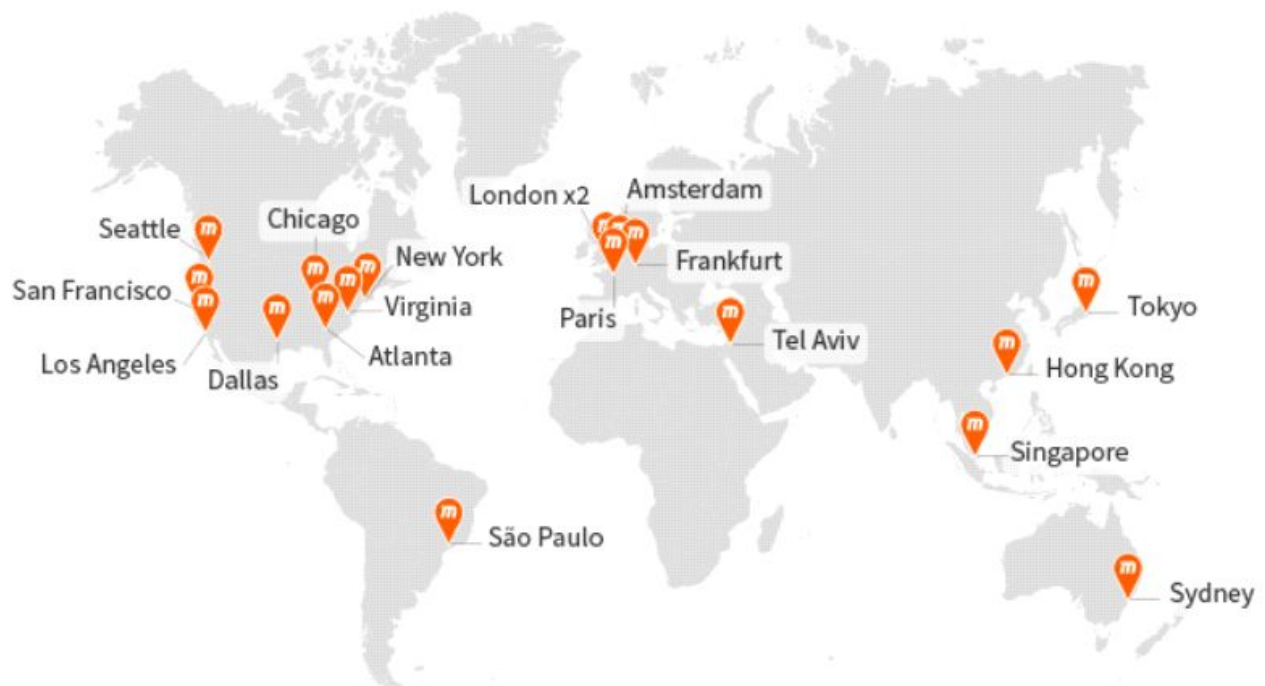 London x2
Amsterdam
Chicago
Seattle
New York
Frankfurt
San Francisco
Virginia
Tokyo
Paris
Tel Aviv
Los Angeles
Atlanta
Hong Kong
Dallas
Singapore
São Paulo
Sydney